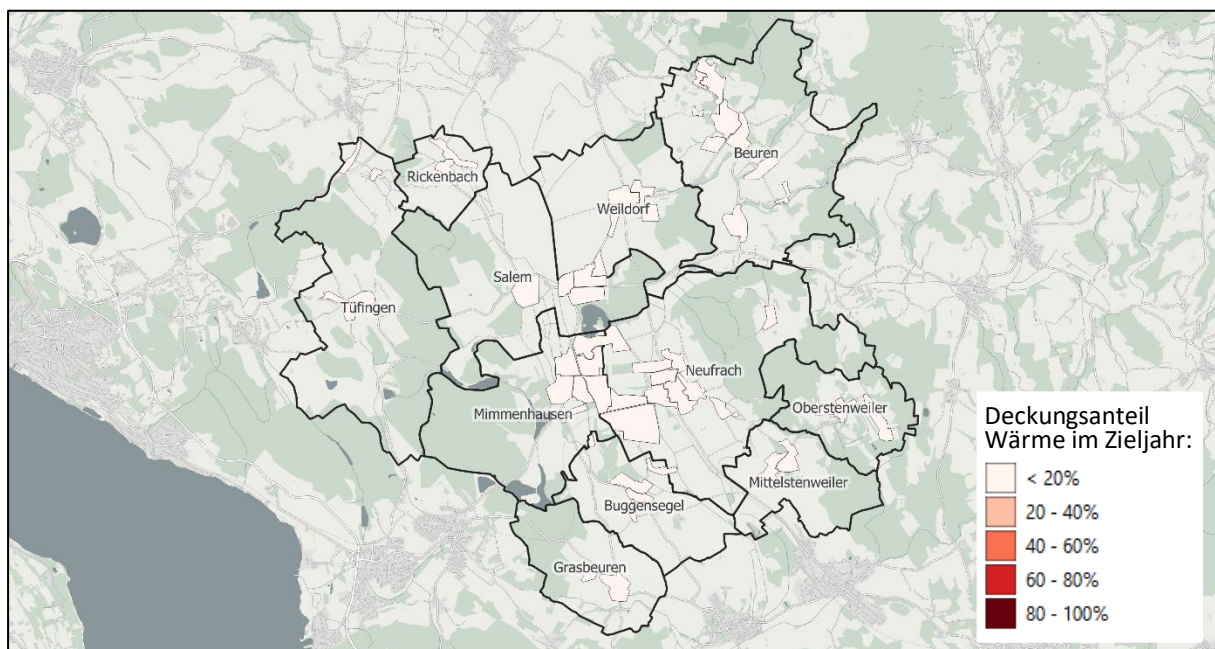 Beuren
Rickenbach
Weildorf
Salem
Tüfingen
Neufrach
Mimmenhausen
Oberstenweiler
Mittelstenweiler
Buggensegel
Grasbeuren
Deckungsanteil
Wärme im Zieljahr:
< 20%
20 - 40%
40 - 60%
60 - 80%
80 - 100%